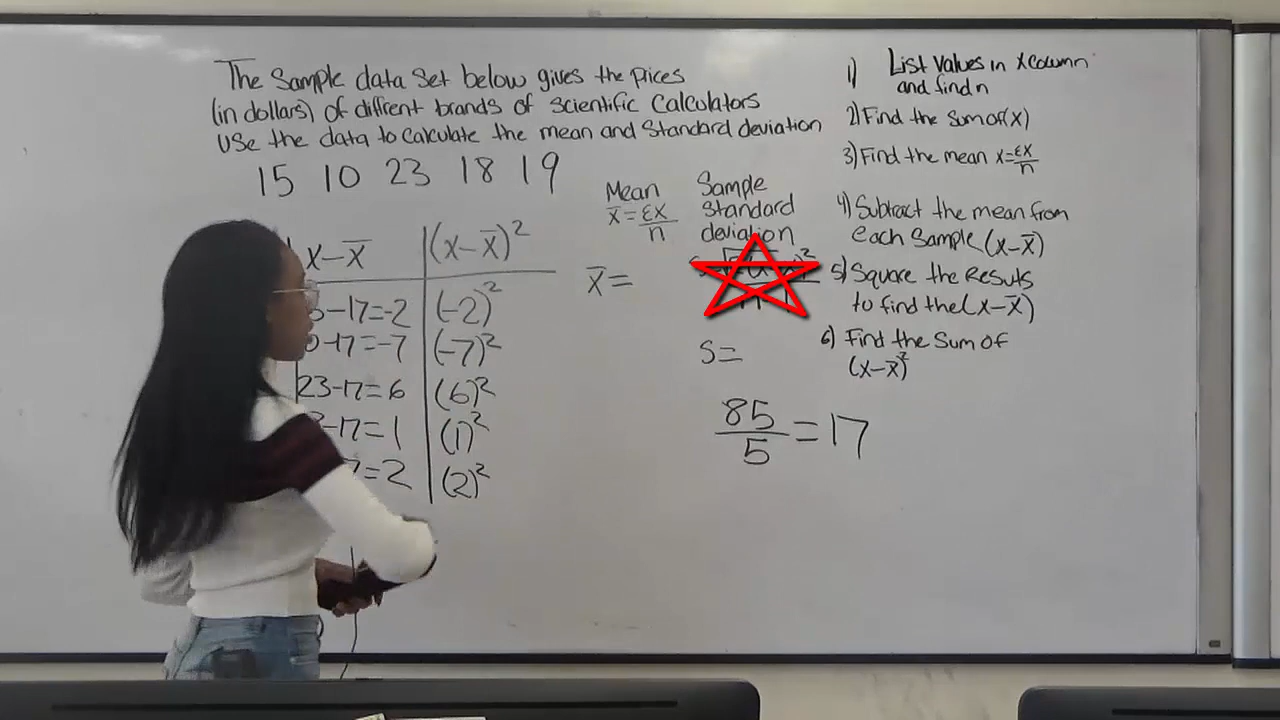 The Sample data Set below gives the prices
(in dollars) of diffrent brands of Scientific Calculators
Use the data to calculate the mean and Standard deviation
15 10 23 18 19
x-x̄
(x-x̄)²
-17=-2
(-2)²
-17=-7
(-7)²
23-17=6
(6)²
-17=1
(1)²
=2
(2)²
Mean
x̄=ΣX/n
x̄=
Sample
Standard
deviation
S=
85/5=17
1) List Values in x column
and find n
2) Find the Sum of (x)
3) Find the mean x=ΣX/n
4) Subtract the mean from
each Sample (x-x̄)
5) Square the Results
to find the (x-x̄)
6) Find the Sum of
(x-x̄)²